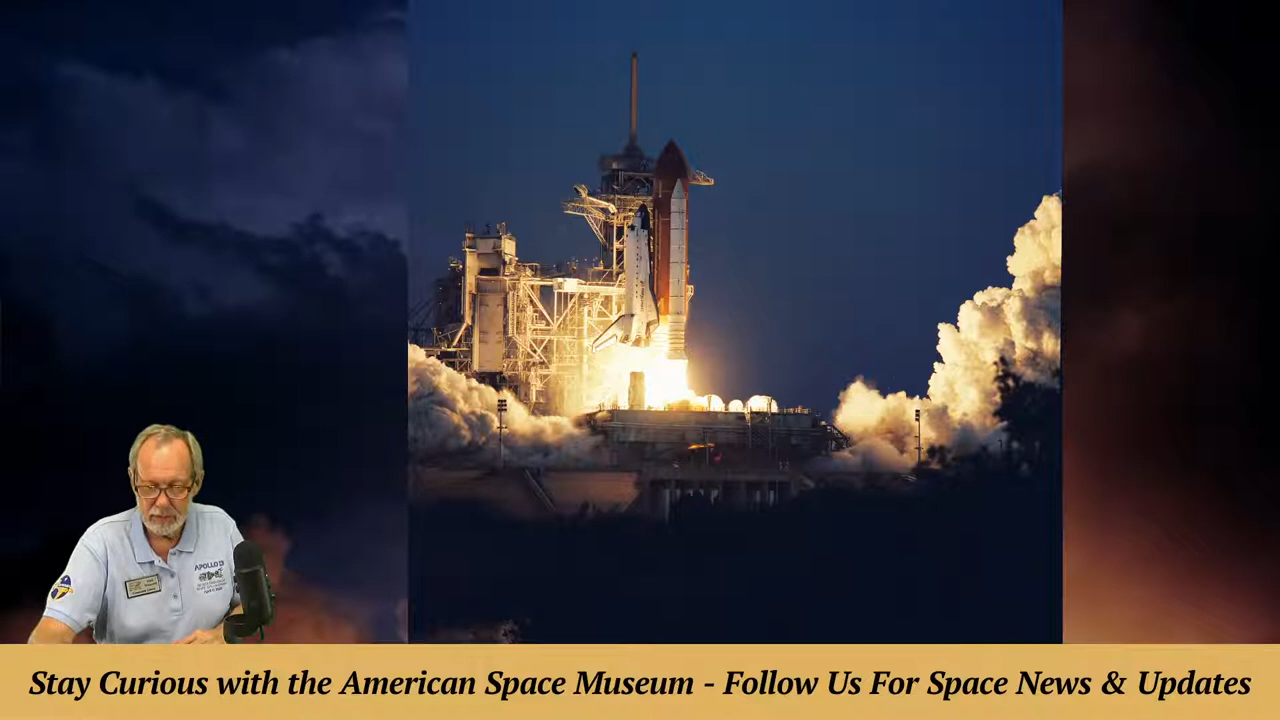 APOLLO 13
Stay Curious with the American Space Museum - Follow Us For Space News & Updates